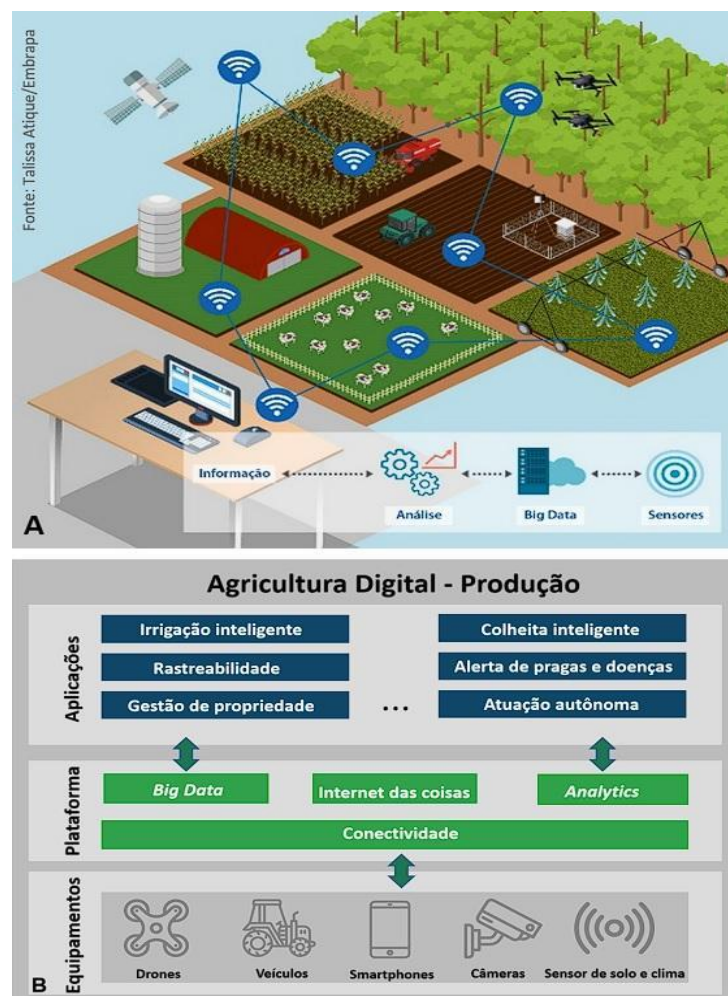 Fonte: Talissa Atique/Embrapa
Informação
Análise
Big Data
Sensores
A
Agricultura Digital - Produção
Aplicações
Irrigação inteligente
Colheita inteligente
Rastreabilidade
Alerta de pragas e doenças
Gestão de propriedade
...
Atuação autônoma
Plataforma
Big Data
Internet das coisas
Analytics
Conectividade
Equipamentos
Drones
Veículos
Smartphones
Câmeras
Sensor de solo e clima
B